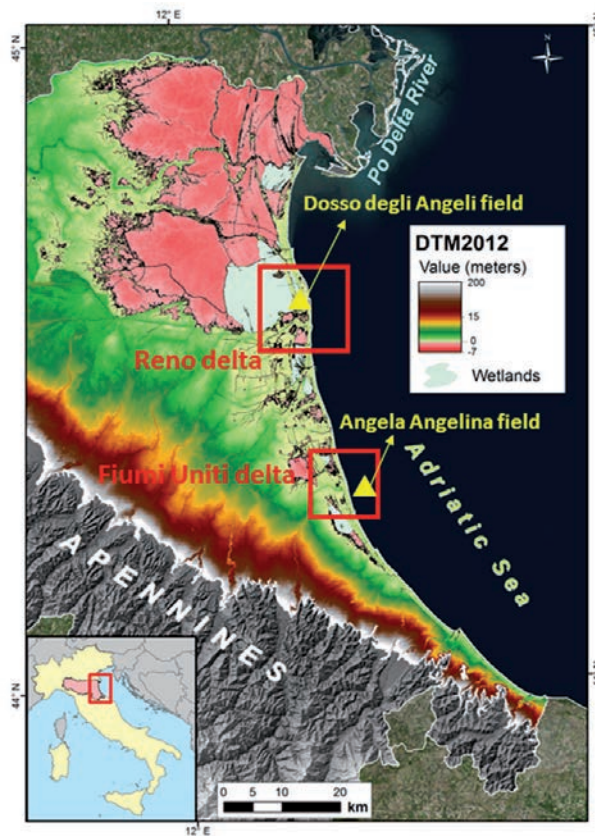 12° E
45° N
Po Delta River
Dosso degli Angeli field
DTM2012
Value (meters)
200
15
0
-7
Wetlands
Reno delta
Angela Angelina field
Fiumi Uniti delta
Adriatic Sea
APENNINES
44° N
0 5 10 20
km
12° E